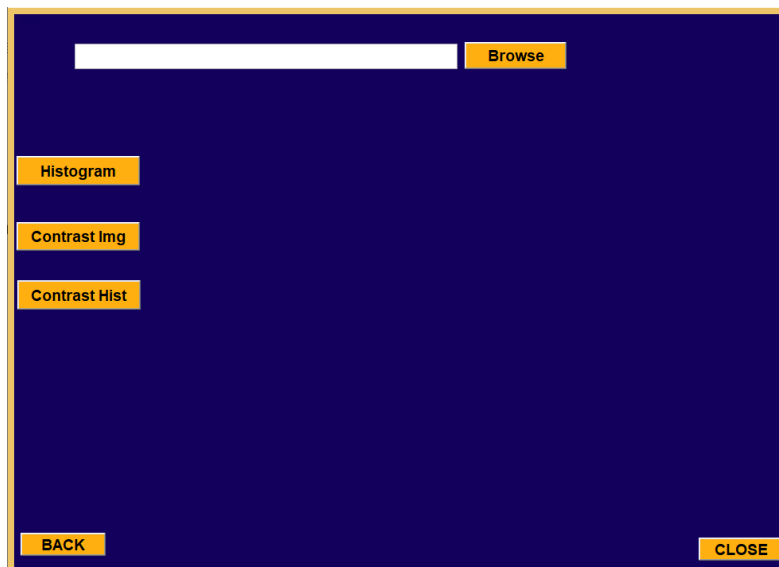 Browse
Histogram
Contrast Img
Contrast Hist
BACK
CLOSE